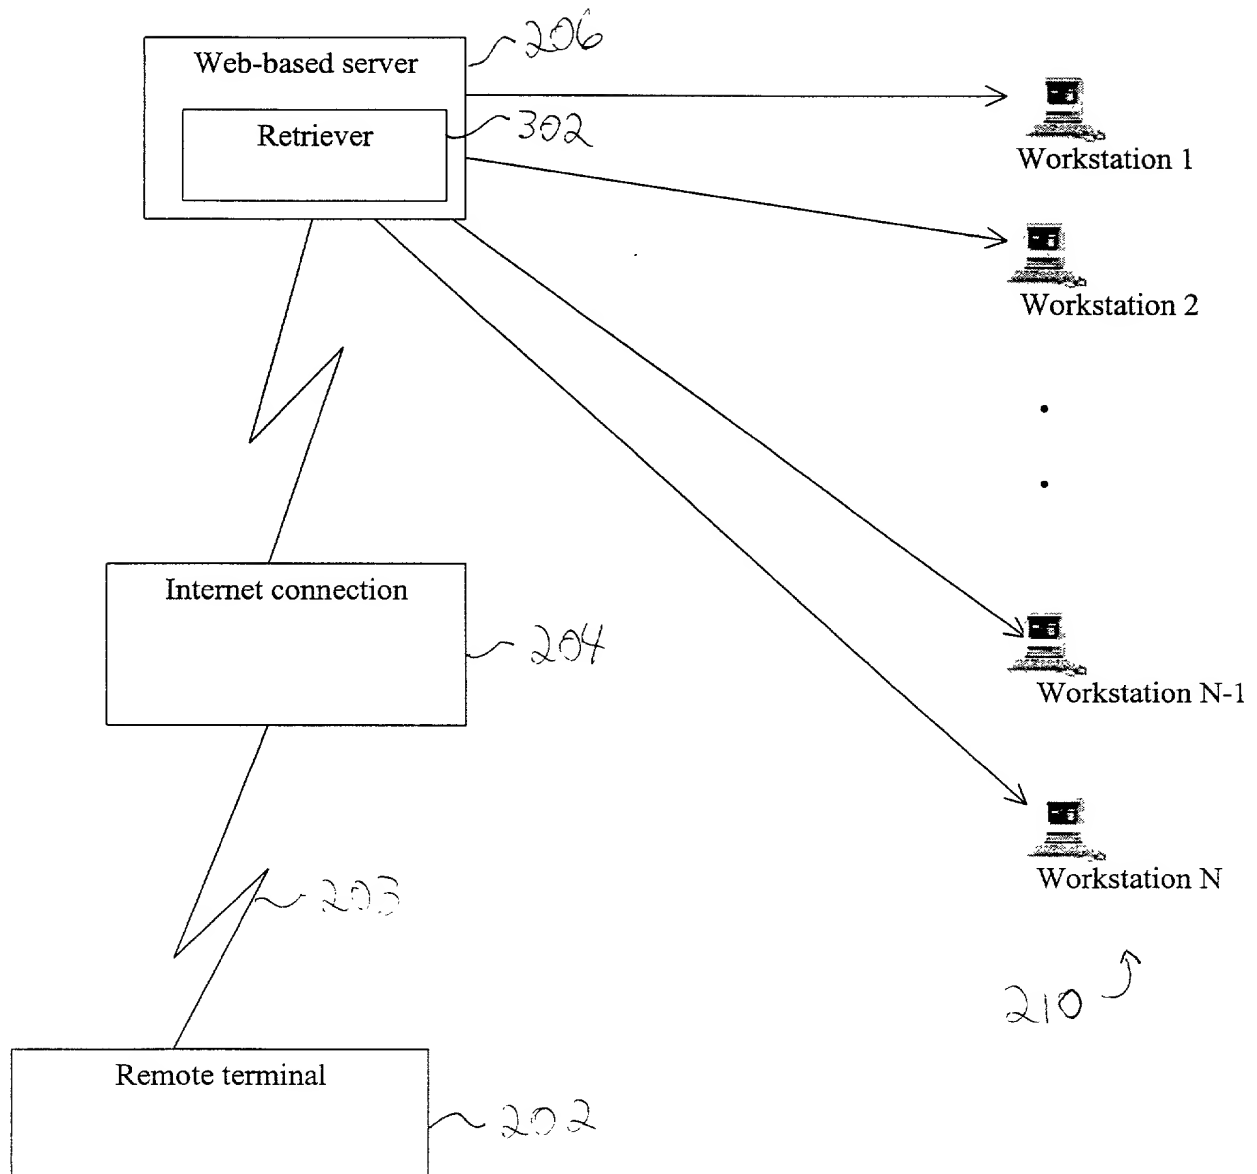 Web-based server
206
Retriever
302
Workstation 1
Workstation 2
Internet connection
204
Workstation N-1
Workstation N
203
210
Remote terminal
202